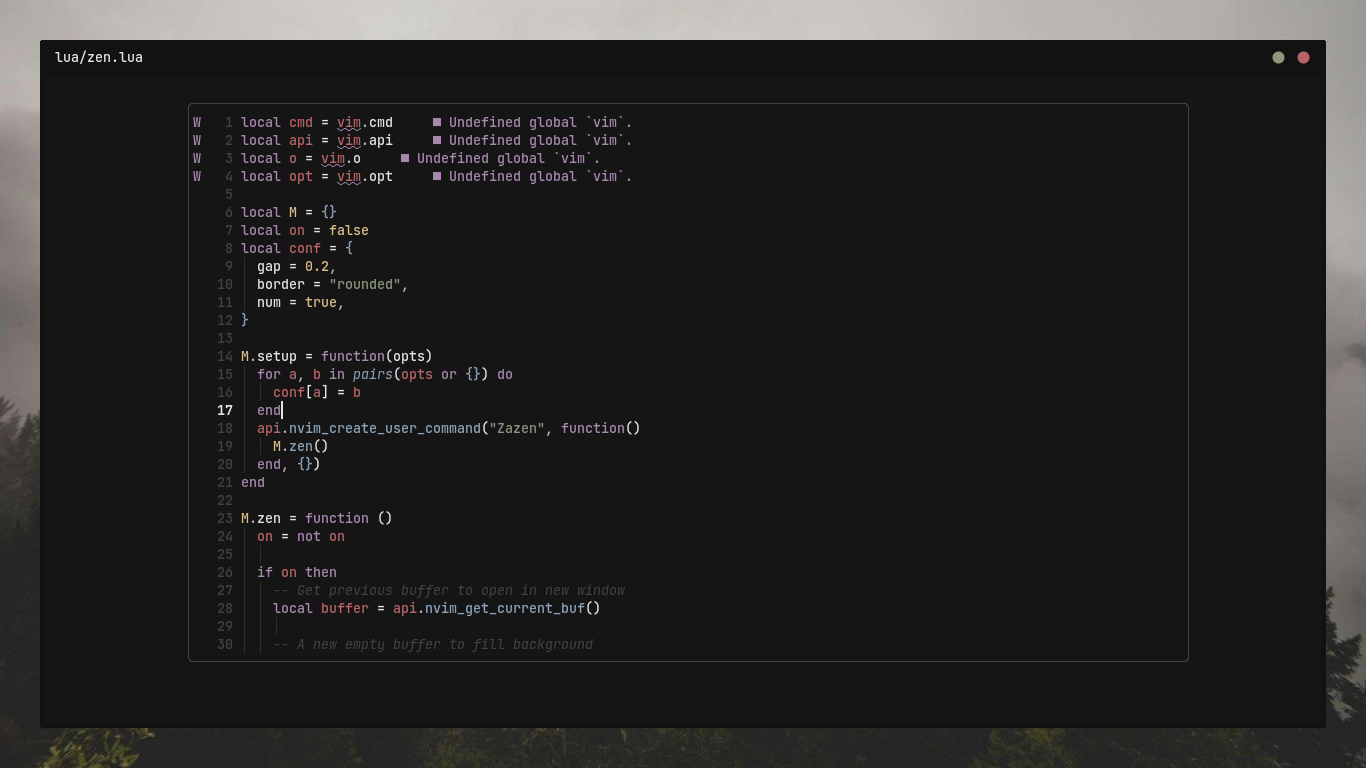 lua/zen.lua
W 1 local cmd = vim.cmd ■ Undefined global `vim`.
W 2 local api = vim.api ■ Undefined global `vim`.
W 3 local o = vim.o ■ Undefined global `vim`.
W 4 local opt = vim.opt ■ Undefined global `vim`.
5
6 local M = {}
7 local on = false
8 local conf = {
9   gap = 0.2,
10   border = "rounded",
11   num = true,
12 }
13
14 M.setup = function(opts)
15   for a, b in pairs(opts or {}) do
16     conf[a] = b
17   end
18   api.nvim_create_user_command("Zazen", function()
19     M.zen()
20   end, {})
21 end
22
23 M.zen = function ()
24   on = not on
25
26   if on then
27     -- Get previous buffer to open in new window
28     local buffer = api.nvim_get_current_buf()
29
30     -- A new empty buffer to fill background